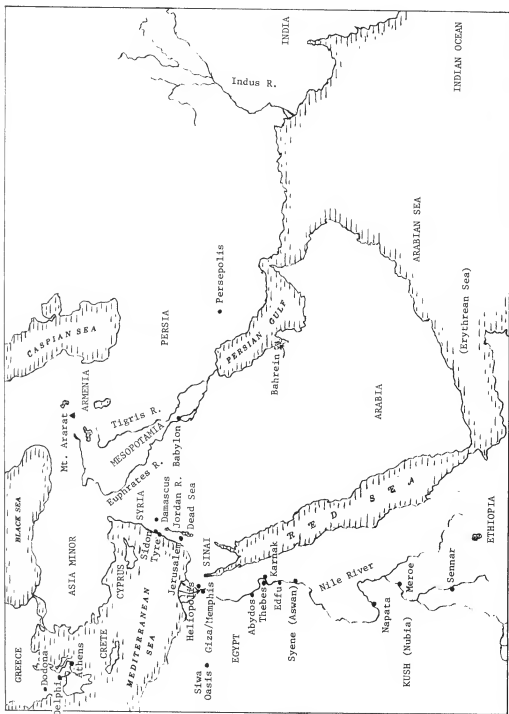 GREECE
Dodona
Delphi
Athens
BLACK SEA
ASIA MINOR
CRETE
CYPRUS
MEDITERRANEAN
SEA
CASPIAN SEA
Mt. Ararat
ARMENIA
Tigris R.
MESOPOTAMIA
Euphrates R.
Babylon
SYRIA
Damascus
Sidon
Tyre
Jordan R.
Dead Sea
Jerusalem
Heliopolis
SINAI
Giza/Memphis
Siwa
Oasis
EGYPT
Abydos
Thebes
Karnak
Edfu
Syene (Aswan)
Nile River
Napata
Meroe
KUSH (Nubia)
Sennar
ETHIOPIA
RED SEA
ARABIA
PERSIA
Persepolis
PERSIAN GULF
Bahrein
Indus R.
INDIA
INDIAN OCEAN
ARABIAN SEA
(Erythrean Sea)